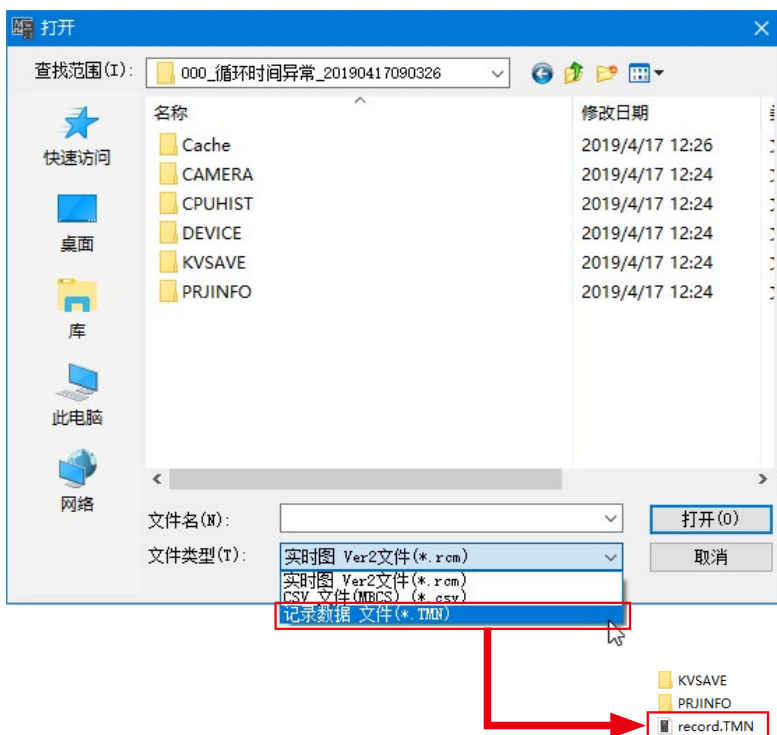 打开
查找范围(I):
000_循环时间异常_20190417090326
快速访问
桌面
库
此电脑
网络
名称
修改日期
Cache
2019/4/17 12:26
CAMERA
2019/4/17 12:24
CPUHIST
2019/4/17 12:24
DEVICE
2019/4/17 12:24
KVSAVE
2019/4/17 12:24
PRJINFO
2019/4/17 12:24
文件名(N):
打开(O)
文件类型(T):
实时图 Ver2文件(*.rcm)
取消
实时图 Ver2文件(*.rcm)
CSV 文件(MBCS) (*.csv)
记录数据 文件(*.TMN)
KVSAVE
PRJINFO
record.TMN